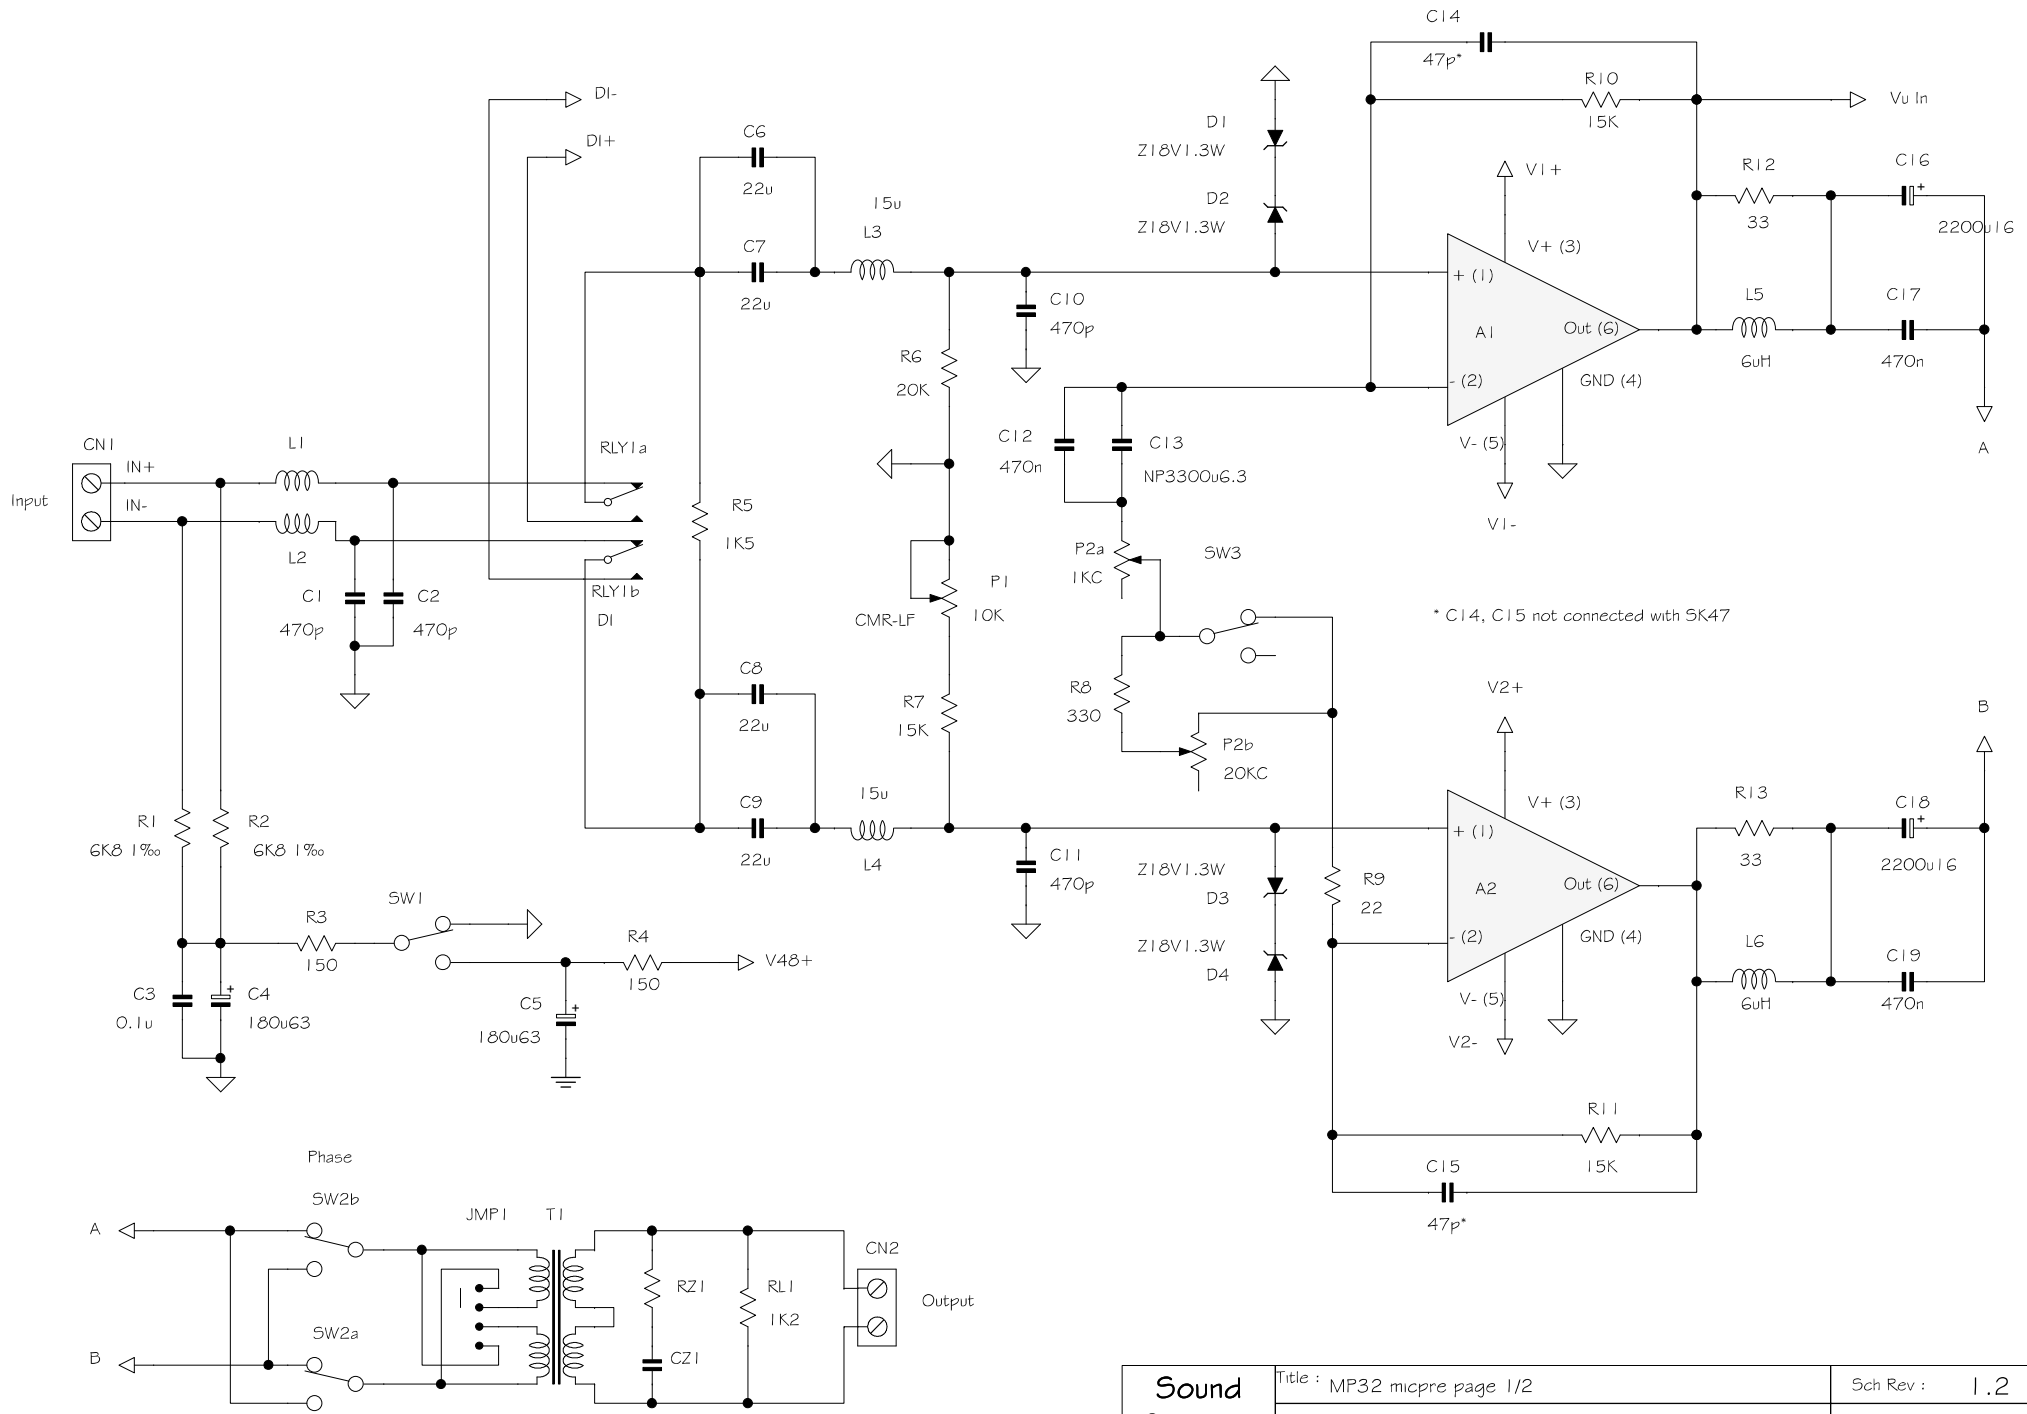 C14
47p*
R10
15K
Vu In
DI-
DI+
C6
22u
C7
22u
15u
L3
D1
Z18V1.3W
D2
Z18V1.3W
V1+
V+ (3)
+ (1)
A1
Out (6)
- (2)
GND (4)
V- (5)
V1-
R12
33
L5
6uH
C16
+
2200u16
C17
470n
A
C10
470p
R6
20K
C12
470n
C13
NP3300u6.3
CN1
IN+
IN-
Input
L1
L2
RLY1a
RLY1b
DI
R5
1K5
C1
470p
C2
470p
P1
10K
CMR-LF
P2a
1KC
SW3
* C14, C15 not connected with SK47
R8
330
P2b
20KC
C8
22u
C9
22u
R7
15K
15u
L4
C11
470p
Z18V1.3W
D3
Z18V1.3W
D4
R9
22
V2+
V+ (3)
+ (1)
A2
Out (6)
- (2)
GND (4)
V- (5)
V2-
R13
33
L6
6uH
C18
+
2200u16
C19
470n
B
R1
6K8 1‰
R2
6K8 1‰
R3
150
SW1
R4
150
V48+
C3
0.1u
C4
+
180u63
C5
+
180u63
R11
15K
C15
47p*
Phase
SW2b
A
JMP1
T1
1
RZ1
RL1
1K2
CN2
Output
SW2a
B
CZ1
Sound
Title : MP32 micpre page 1/2
Sch Rev : 1.2